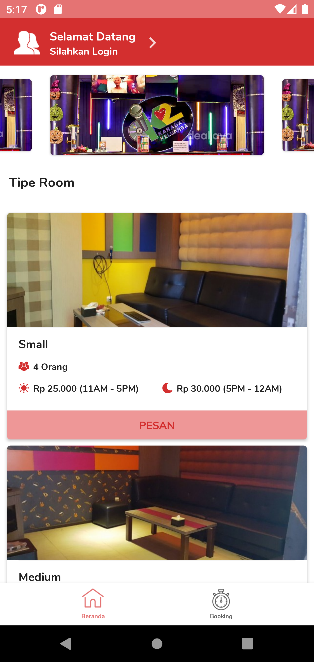 5:17
Selamat Datang
Silahkan Login
Tipe Room
Small
4 Orang
Rp 25.000 (11AM - 5PM)
Rp 30.000 (5PM - 12AM)
PESAN
Medium
Beranda
Booking